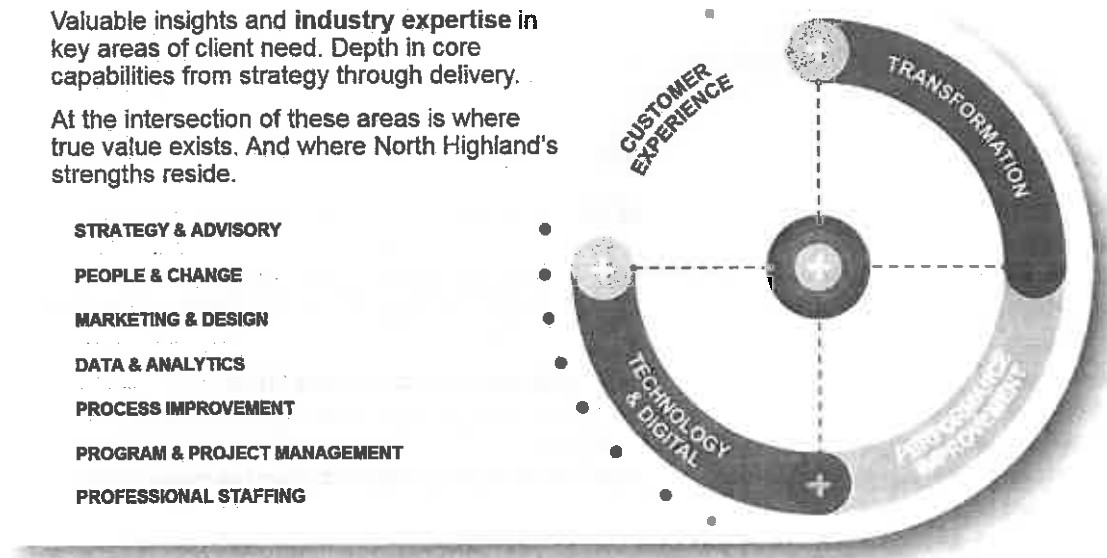 Valuable insights and industry expertise in
key areas of client need. Depth in core
capabilities from strategy through delivery.
At the intersection of these areas is where
true value exists. And where North Highland's
strengths reside.
STRATEGY & ADVISORY
PEOPLE & CHANGE
MARKETING & DESIGN
DATA & ANALYTICS
PROCESS IMPROVEMENT
PROGRAM & PROJECT MANAGEMENT
PROFESSIONAL STAFFING
CUSTOMER
EXPERIENCE
TRANSFORMATION
TECHNOLOGY
& DIGITAL
PERFORMANCE
IMPROVEMENT